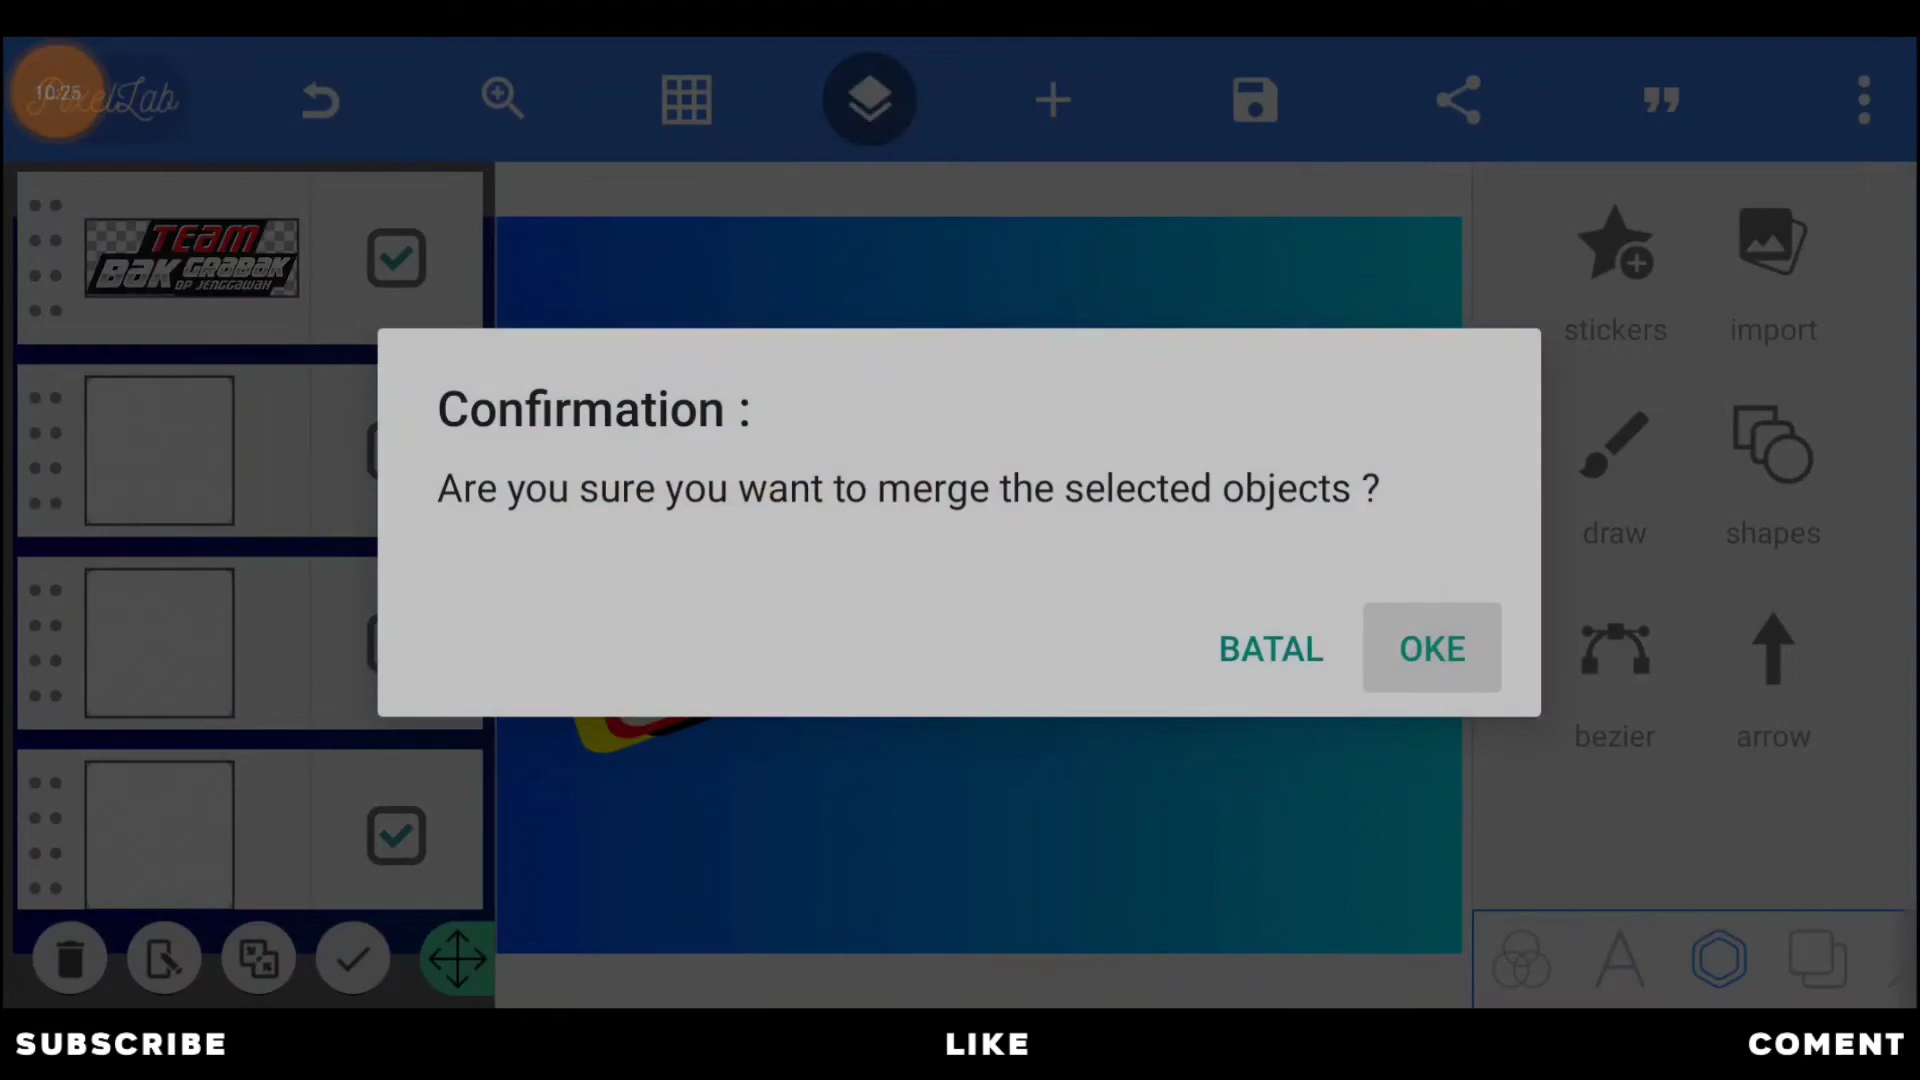 10:25
PixelLab
TEAM
BAK GRABAK
DP JENGGAWAH
stickers
import
Confirmation :
Are you sure you want to merge the selected objects ?
BATAL
OKE
draw
shapes
bezier
arrow
SUBSCRIBE
LIKE
COMENT